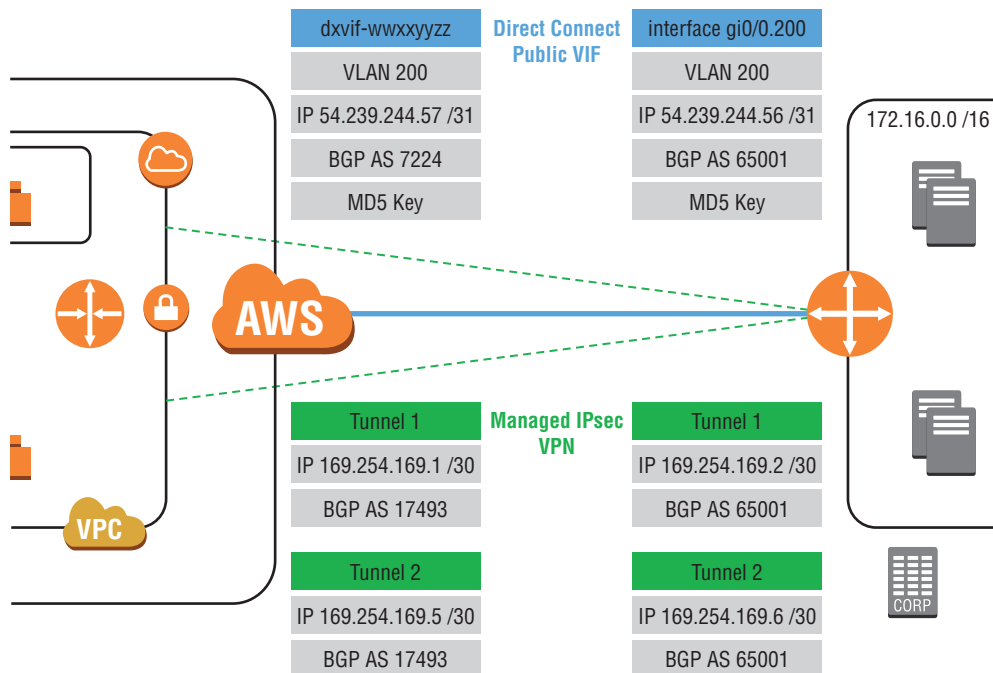 dxvif-wwxxyyzz
VLAN 200
IP 54.239.244.57 /31
BGP AS 7224
MD5 Key
Direct Connect
Public VIF
interface gi0/0.200
VLAN 200
IP 54.239.244.56 /31
BGP AS 65001
MD5 Key
172.16.0.0 /16
AWS
VPC
Tunnel 1
IP 169.254.169.1 /30
BGP AS 17493
Managed IPsec
VPN
Tunnel 1
IP 169.254.169.2 /30
BGP AS 65001
Tunnel 2
IP 169.254.169.5 /30
BGP AS 17493
Tunnel 2
IP 169.254.169.6 /30
BGP AS 65001
CORP